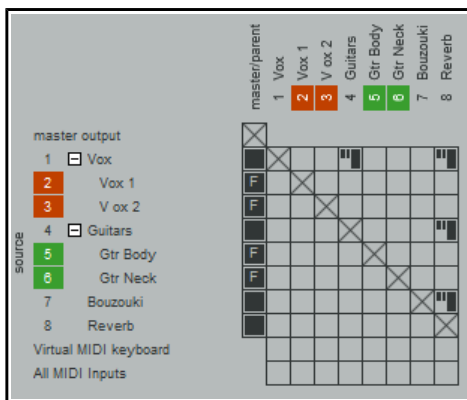 master/parent
1 Vox
2 Vox 1
3 V ox 2
4 Guitars
5 Gtr Body
6 Gtr Neck
7 Bouzouki
8 Reverb
source
master output
1 Vox
2 Vox 1
3 V ox 2
4 Guitars
5 Gtr Body
6 Gtr Neck
7 Bouzouki
8 Reverb
Virtual MIDI keyboard
All MIDI Inputs
F
F
F
F